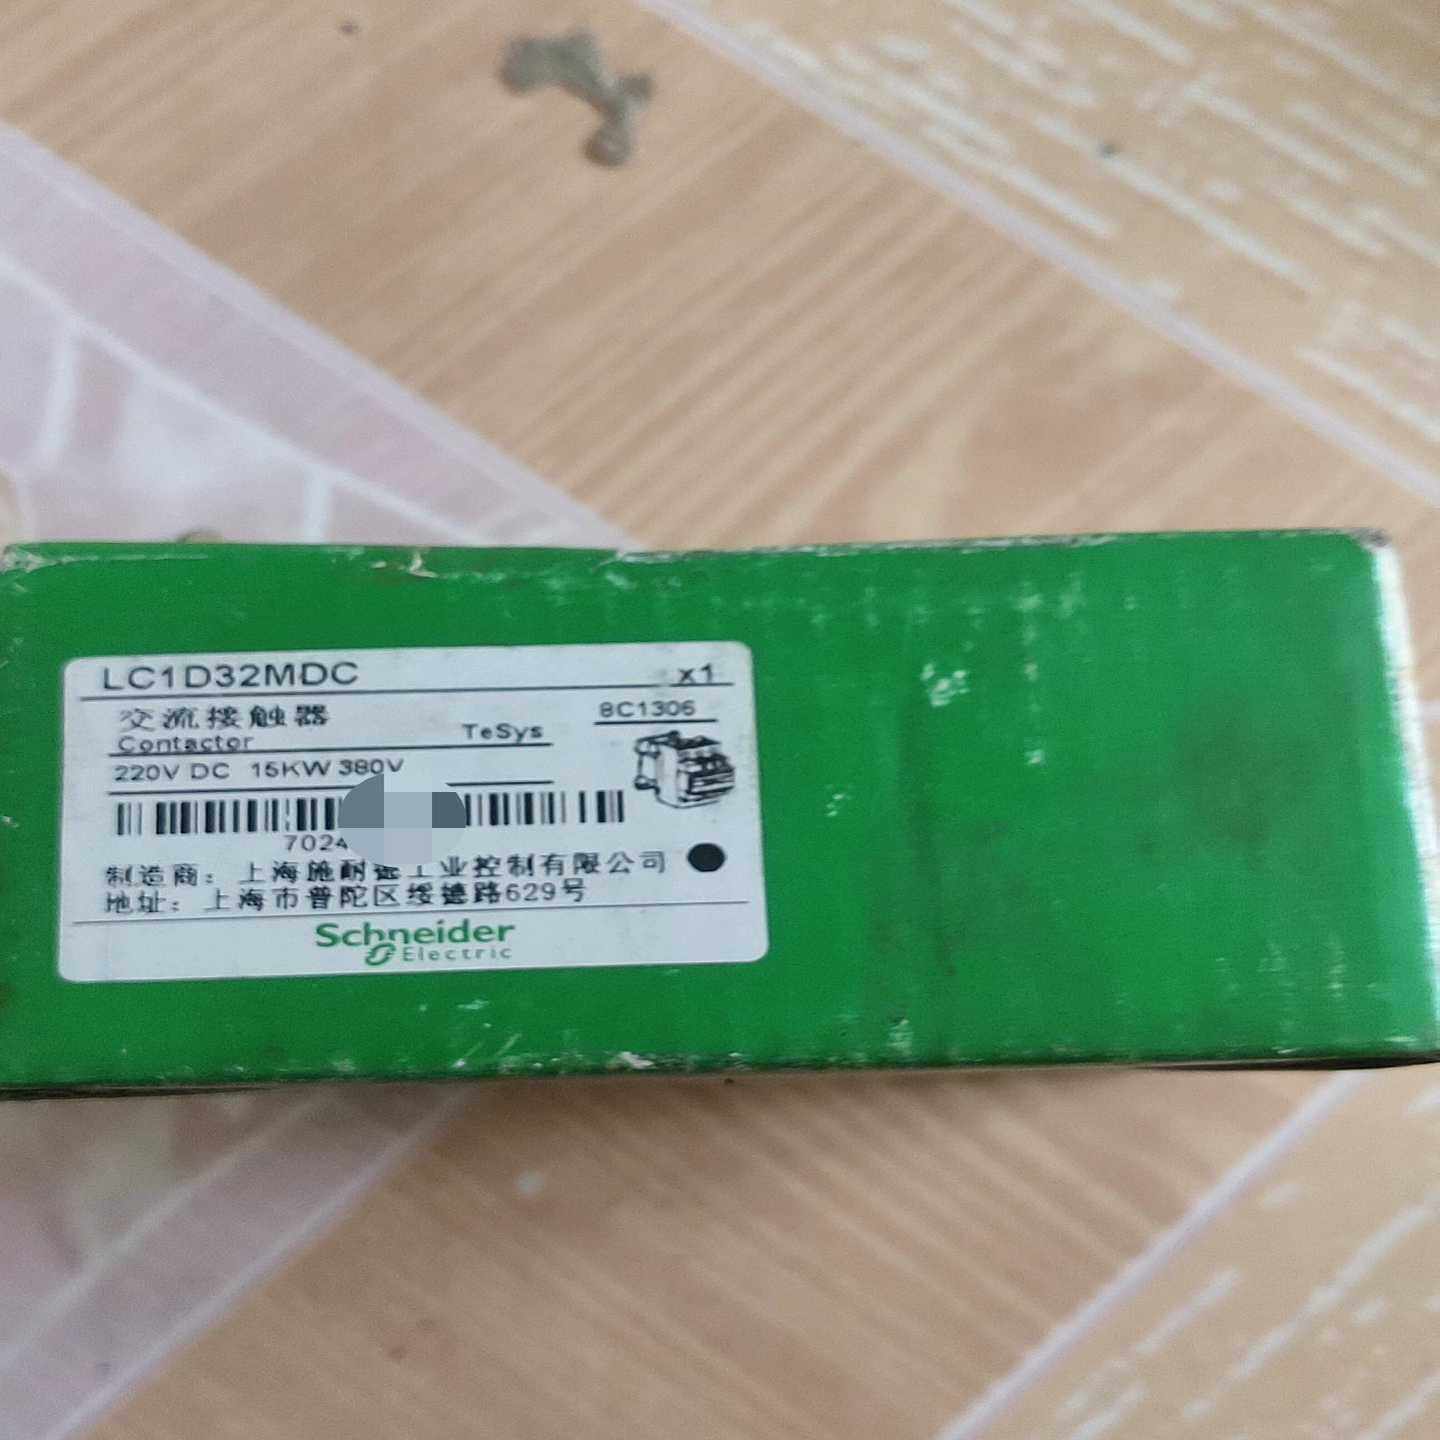 LC1D32MDC x1
交流接触器
Contactor TeSys 8C1306
220V DC 15KW 380V
7024
制造商：上海施耐德工业控制有限公司
地址：上海市普陀区绥德路629号
Schneider
Electric